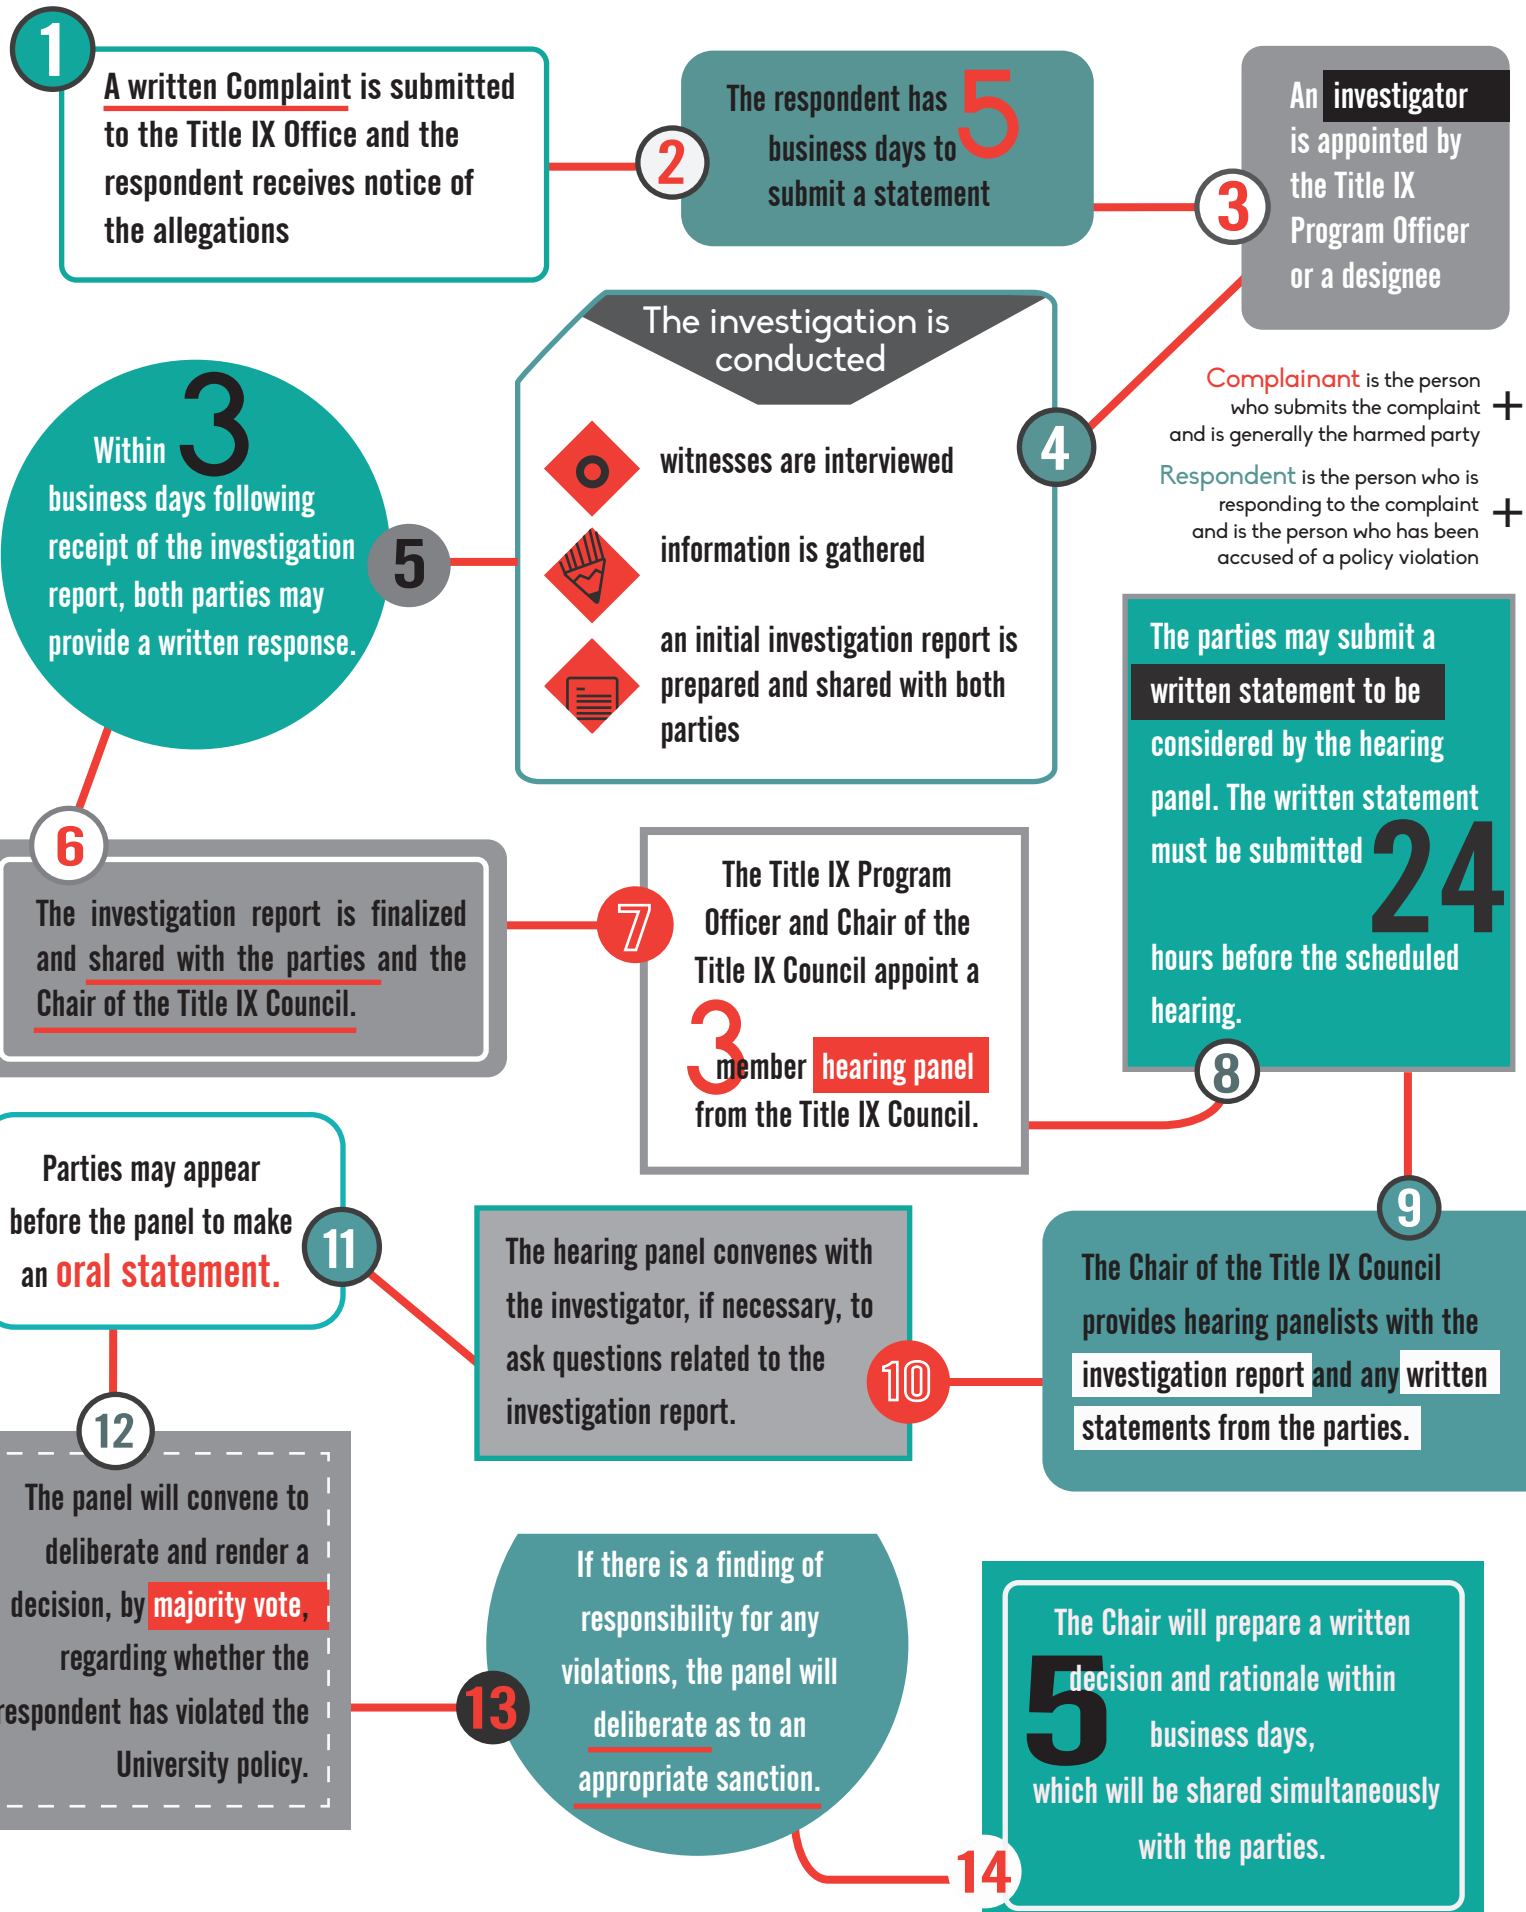 1
A written Complaint is submitted
to the Title IX Office and the
respondent receives notice of
the allegations
2
The respondent has 5
business days to
submit a statement
3
An investigator
is appointed by
the Title IX
Program Officer
or a designee
Complainant is the person
who submits the complaint
and is generally the harmed party
+
Respondent is the person who is
responding to the complaint
and is the person who has been
accused of a policy violation
+
4
The investigation is
conducted
witnesses are interviewed
information is gathered
an initial investigation report is
prepared and shared with both
parties
5
Within 3
business days following
receipt of the investigation
report, both parties may
provide a written response.
6
The investigation report is finalized
and shared with the parties and the
Chair of the Title IX Council.
7
The Title IX Program
Officer and Chair of the
Title IX Council appoint a
3 member hearing panel
from the Title IX Council.
8
The parties may submit a
written statement to be
considered by the hearing
panel. The written statement
must be submitted 24
hours before the scheduled
hearing.
9
The Chair of the Title IX Council
provides hearing panelists with the
investigation report and any written
statements from the parties.
10
The hearing panel convenes with
the investigator, if necessary, to
ask questions related to the
investigation report.
11
Parties may appear
before the panel to make
an oral statement.
12
The panel will convene to
deliberate and render a
decision, by majority vote,
regarding whether the
respondent has violated the
University policy.
13
If there is a finding of
responsibility for any
violations, the panel will
deliberate as to an
appropriate sanction.
14
The Chair will prepare a written
decision and rationale within
5 business days,
which will be shared simultaneously
with the parties.